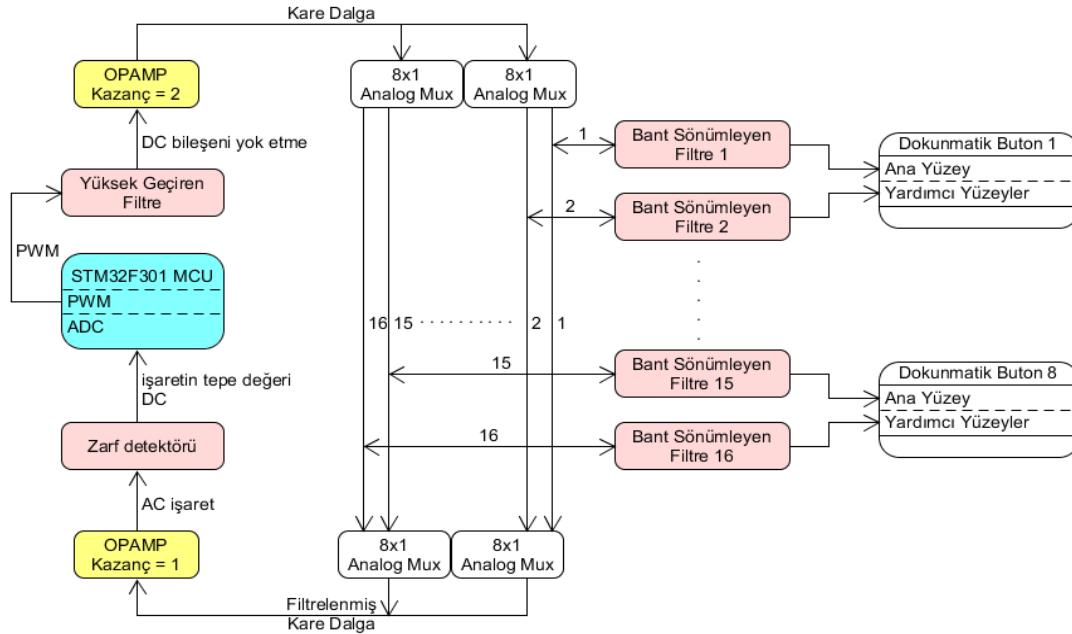 Kare Dalga
OPAMP
Kazanç = 2
8x1
Analog Mux
8x1
Analog Mux
DC bileşeni yok etme
1
Bant Sönümleyen
Filtre 1
Dokunmatik Buton 1
Ana Yüzey
Yardımcı Yüzeyler
Yüksek Geçiren
Filtre
2
Bant Sönümleyen
Filtre 2
PWM
STM32F301 MCU
PWM
ADC
16
15
2
1
işaretin tepe değeri
DC
15
Bant Sönümleyen
Filtre 15
Dokunmatik Buton 8
Ana Yüzey
Yardımcı Yüzeyler
Zarf detektörü
16
Bant Sönümleyen
Filtre 16
AC işaret
OPAMP
Kazanç = 1
8x1
Analog Mux
8x1
Analog Mux
Filtrelenmiş
Kare Dalga